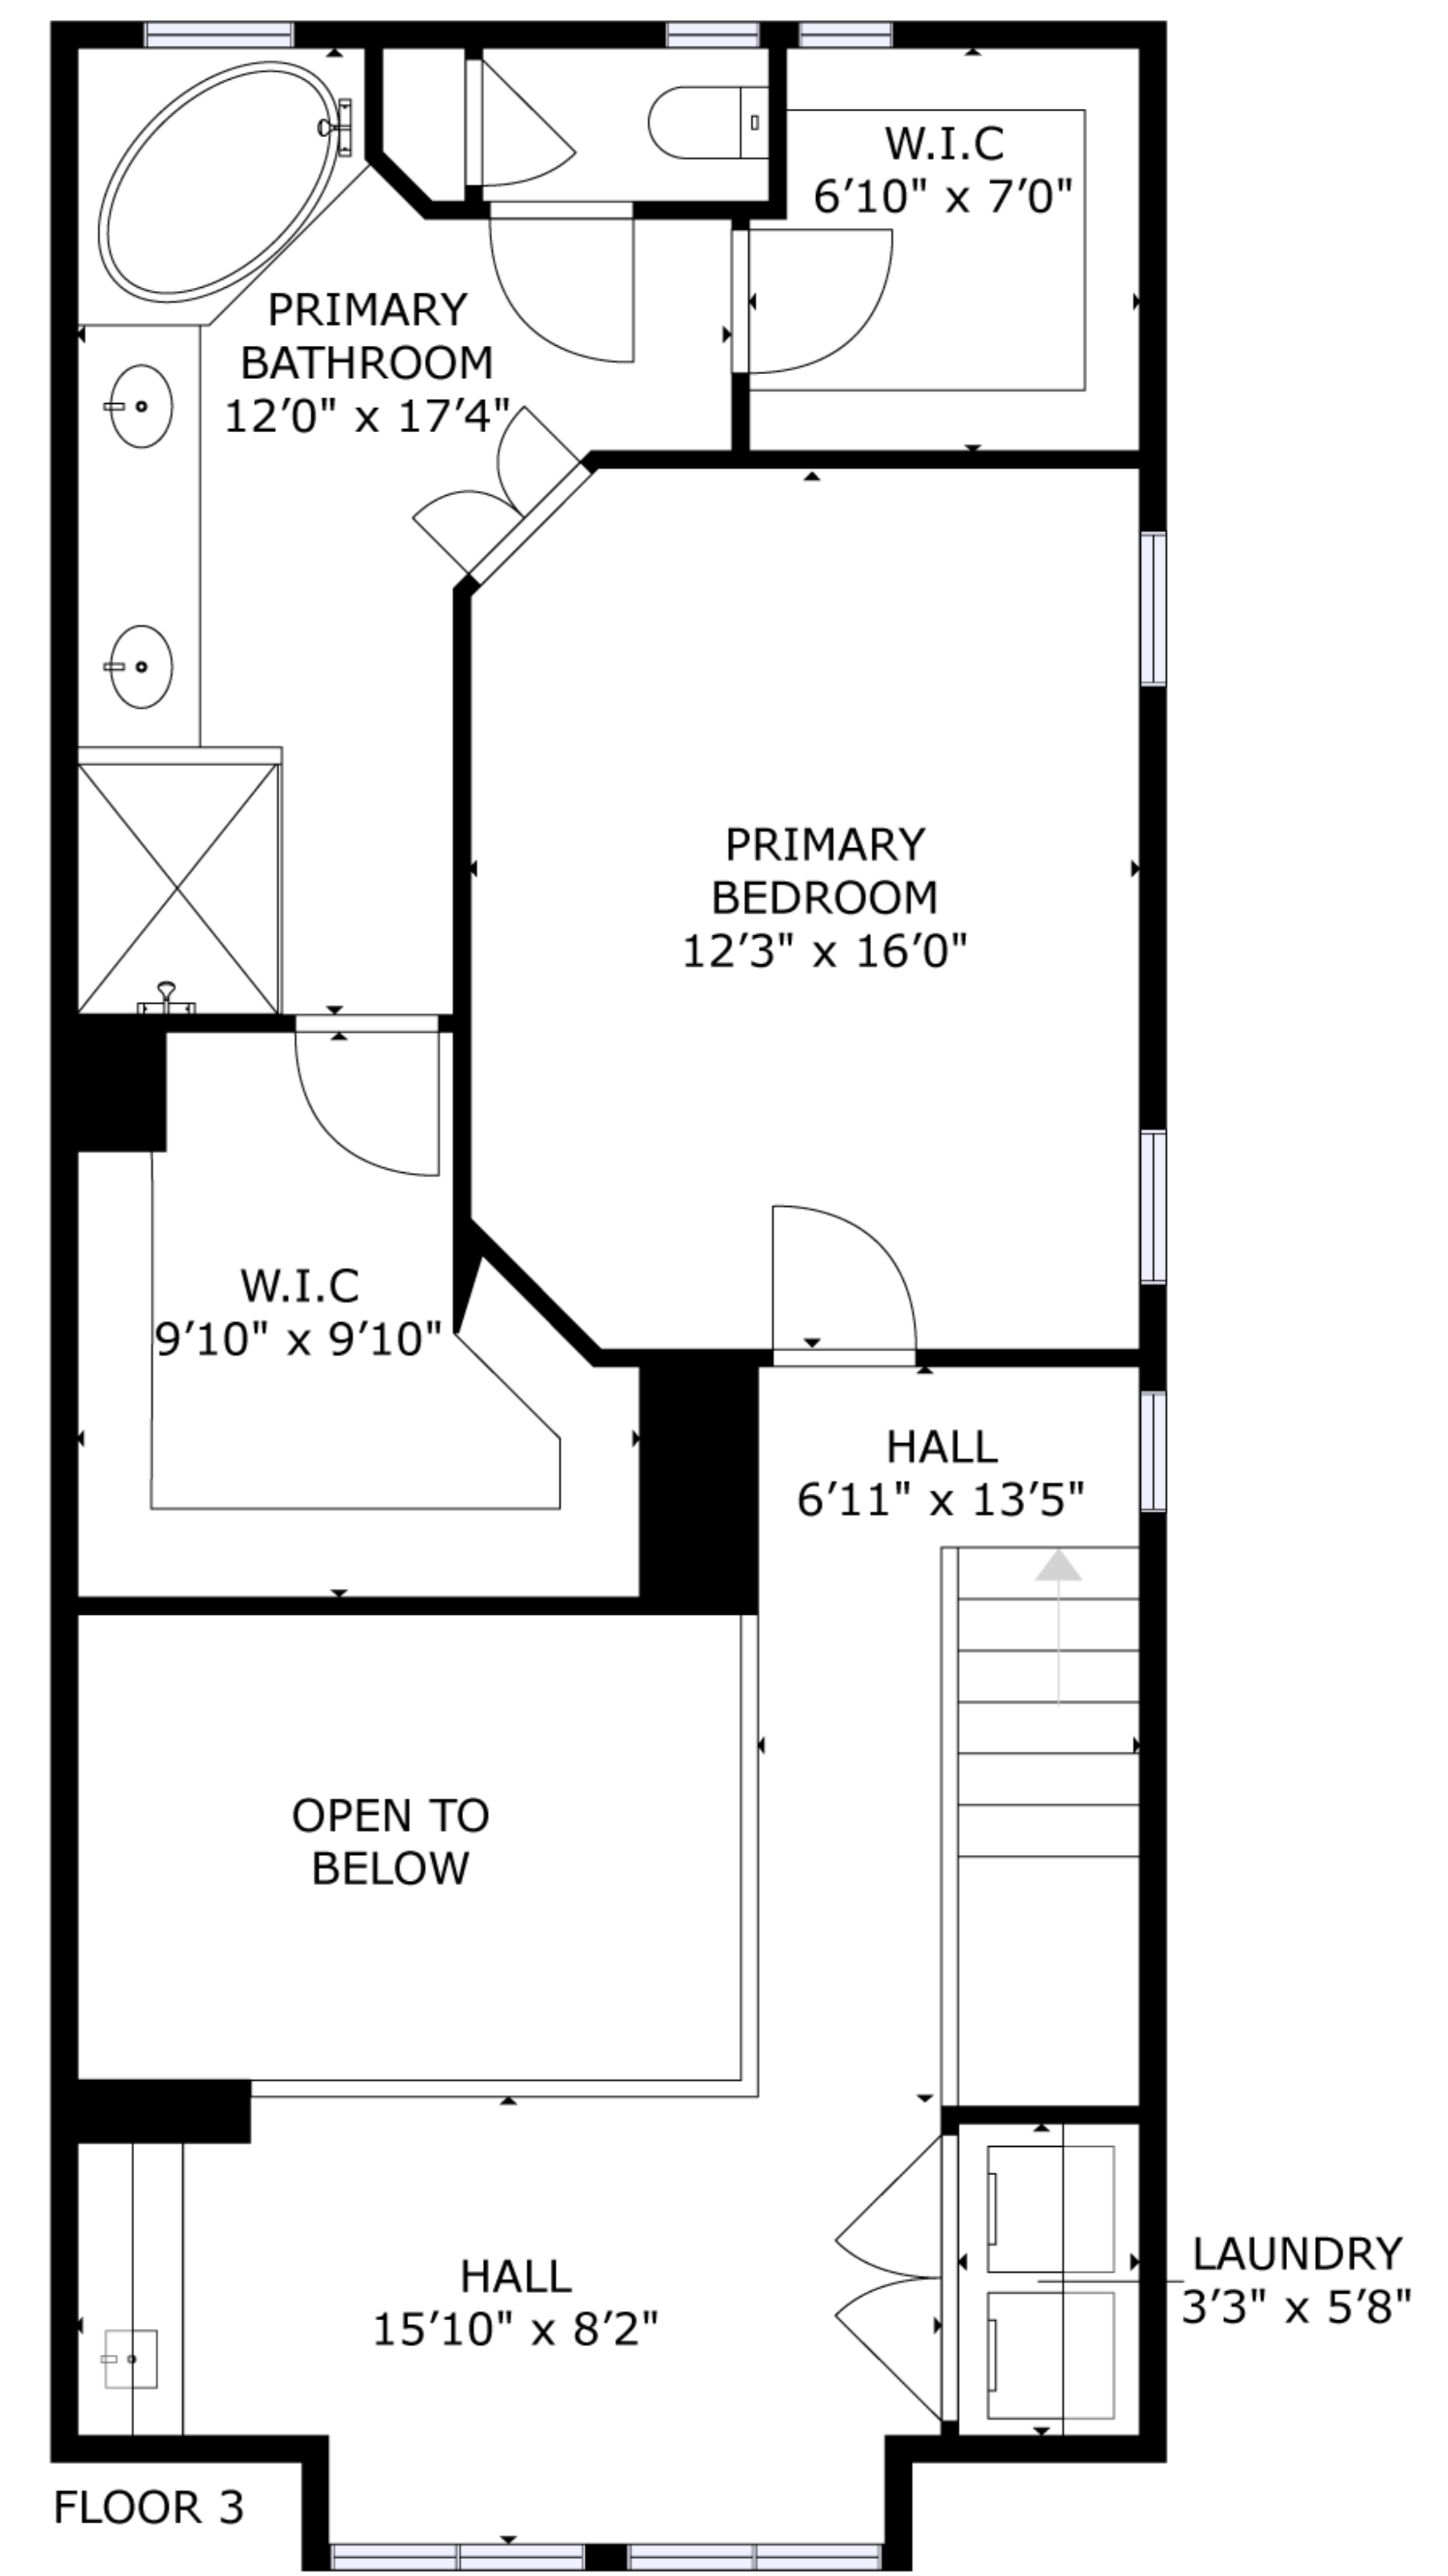 W.I.C
6'10" x 7'0"
PRIMARY
BATHROOM
12'0" x 17'4"
PRIMARY
BEDROOM
12'3" x 16'0"
W.I.C
9'10" x 9'10"
HALL
6'11" x 13'5"
OPEN TO
BELOW
HALL
15'10" x 8'2"
LAUNDRY
3'3" x 5'8"
FLOOR 3